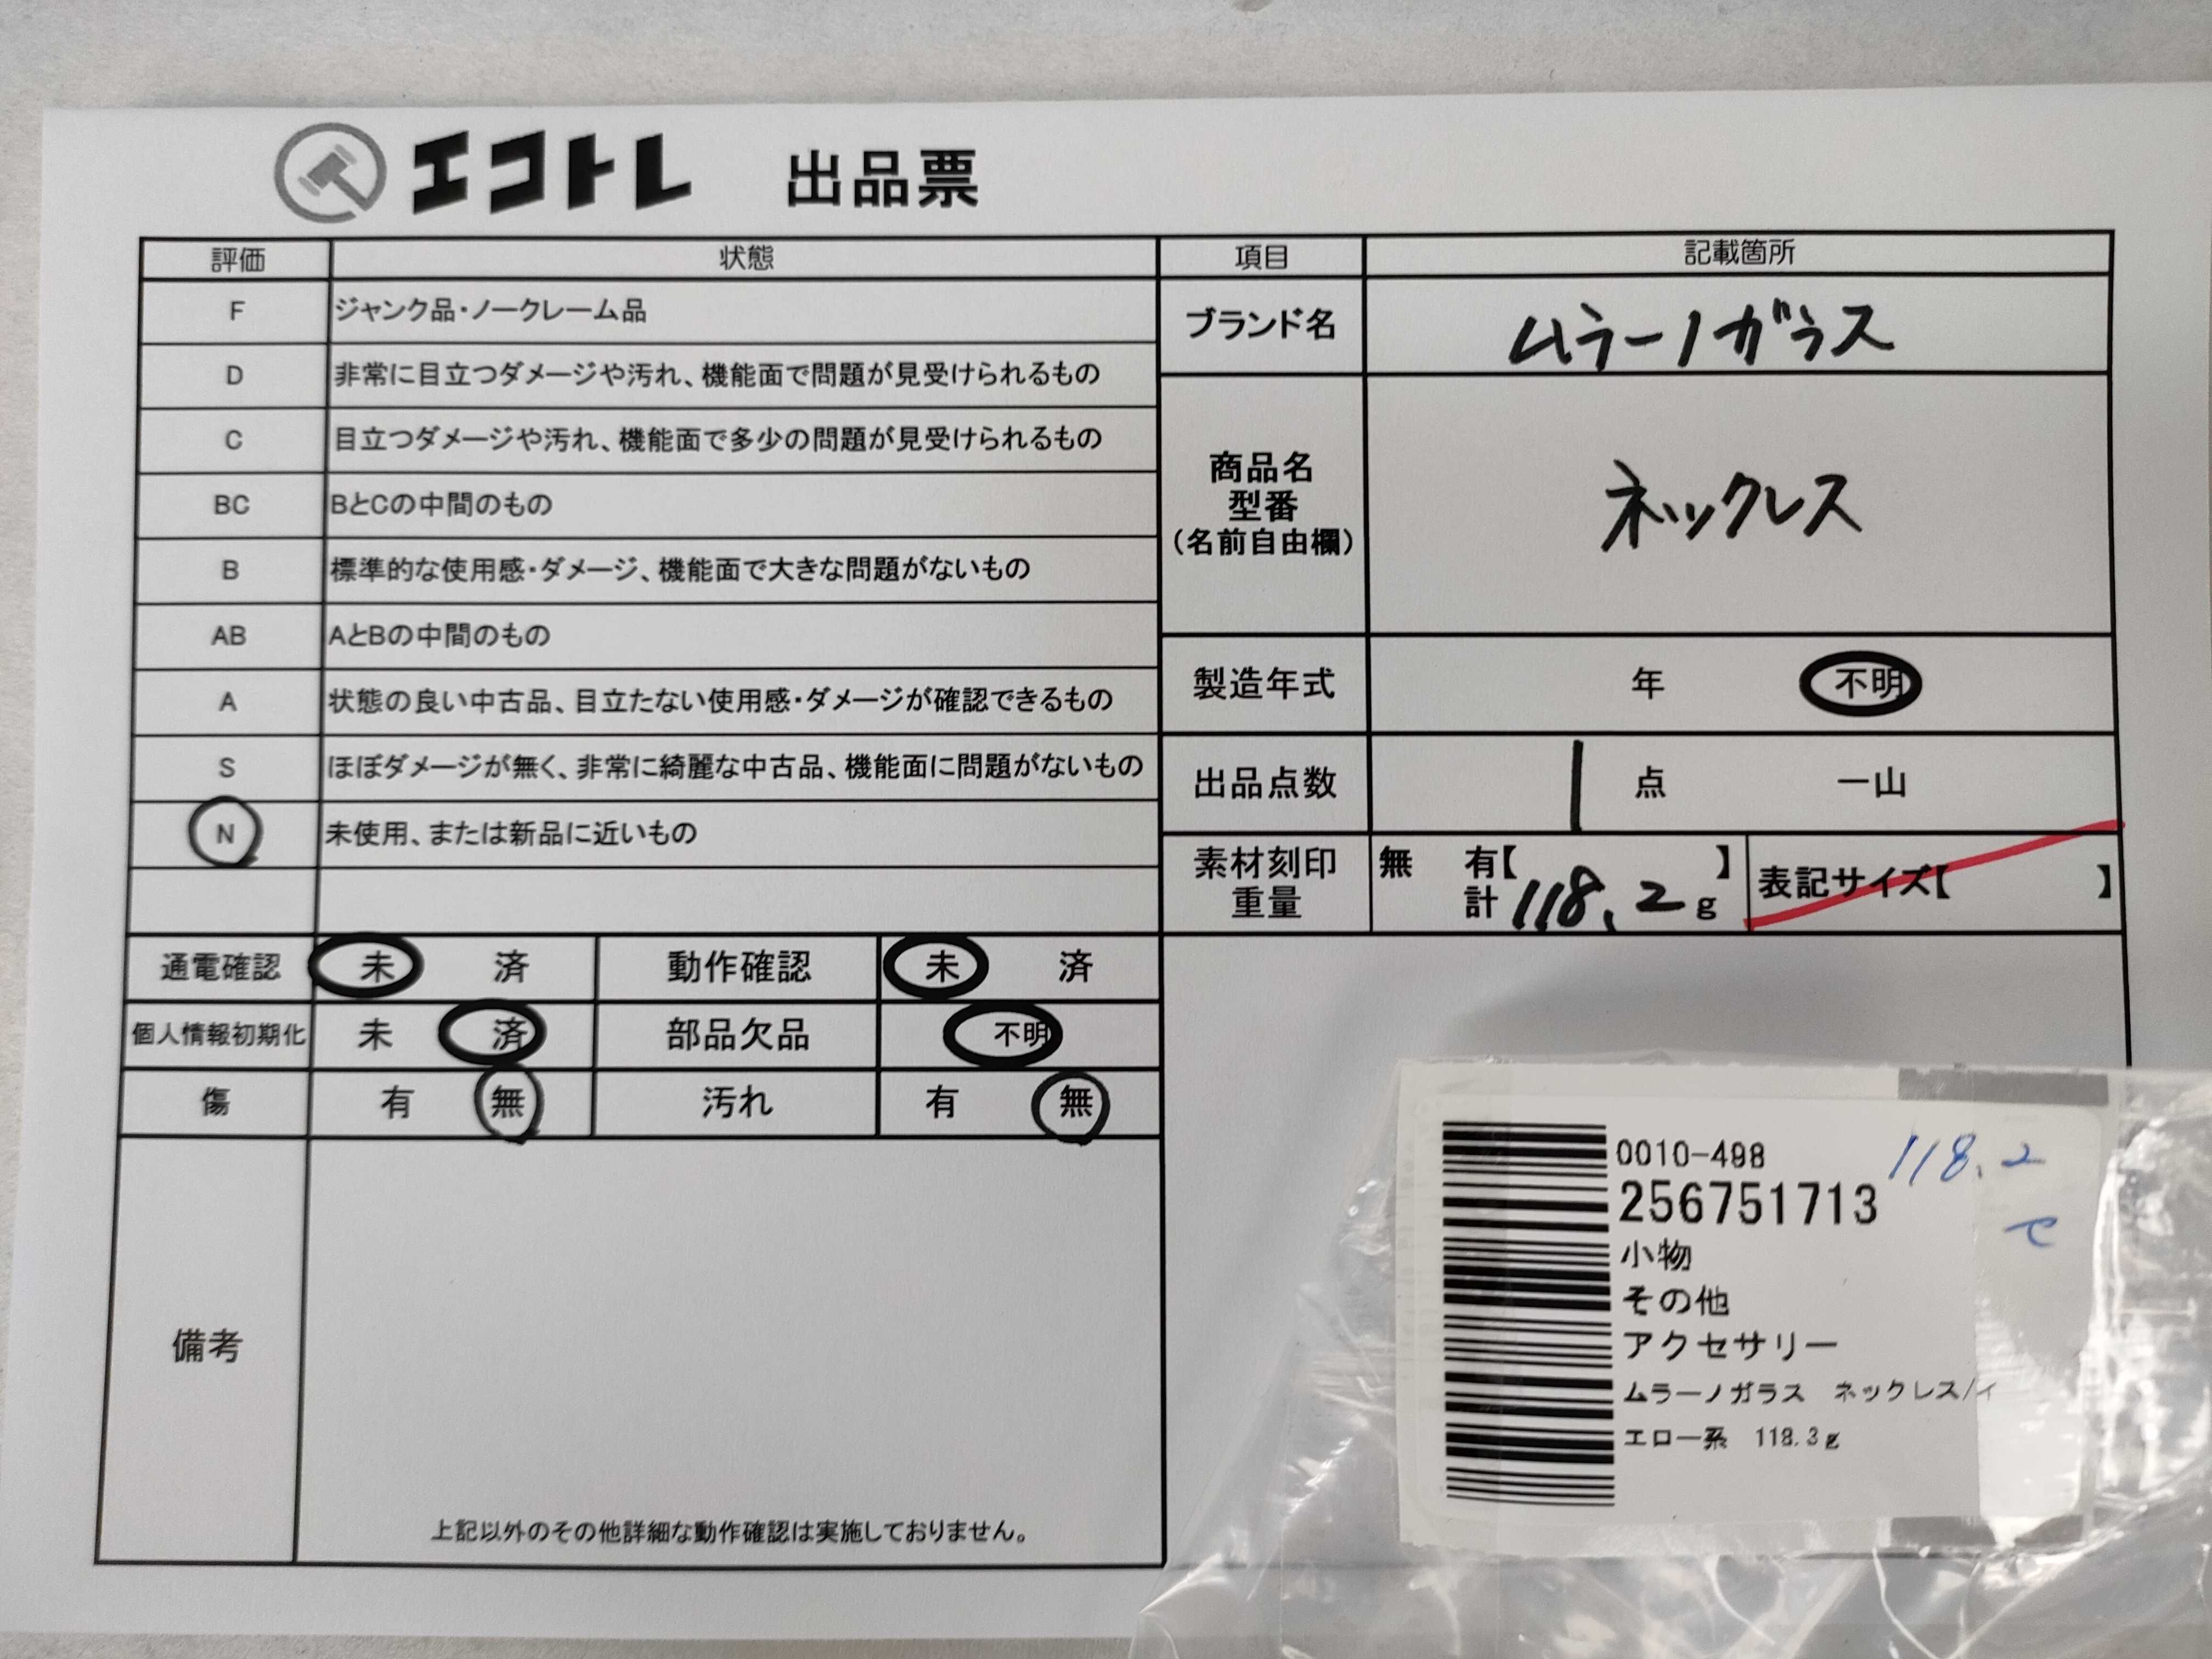 エコトレ 出品票
評価 状態
F ジャンク品・ノークレーム品
D 非常に目立つダメージや汚れ、機能面で問題が見受けられるもの
C 目立つダメージや汚れ、機能面で多少の問題が見受けられるもの
BC BとCの中間のもの
B 標準的な使用感・ダメージ、機能面で大きな問題がないもの
AB AとBの中間のもの
A 状態の良い中古品、目立たない使用感・ダメージが確認できるもの
S ほぼダメージが無く、非常に綺麗な中古品、機能面に問題がないもの
N 未使用、または新品に近いもの
項目 記載箇所
ブランド名 ムラーノガラス
商品名
型番
(名前自由欄)
ネックレス
製造年式 年 不明
出品点数 1 点 一山
素材刻印 無 有【 】
重量 計 118.2 g
表記サイズ【 】
通電確認 未 済 動作確認 未 済
個人情報初期化 未 済 部品欠品 不明
傷 有 無 汚れ 有 無
備考
上記以外のその他詳細な動作確認は実施しておりません。
0010-498
118.2
256751713
て
小物
その他
アクセサリー
ムラーノガラス ネックレス/イ
エロー系 118.3g